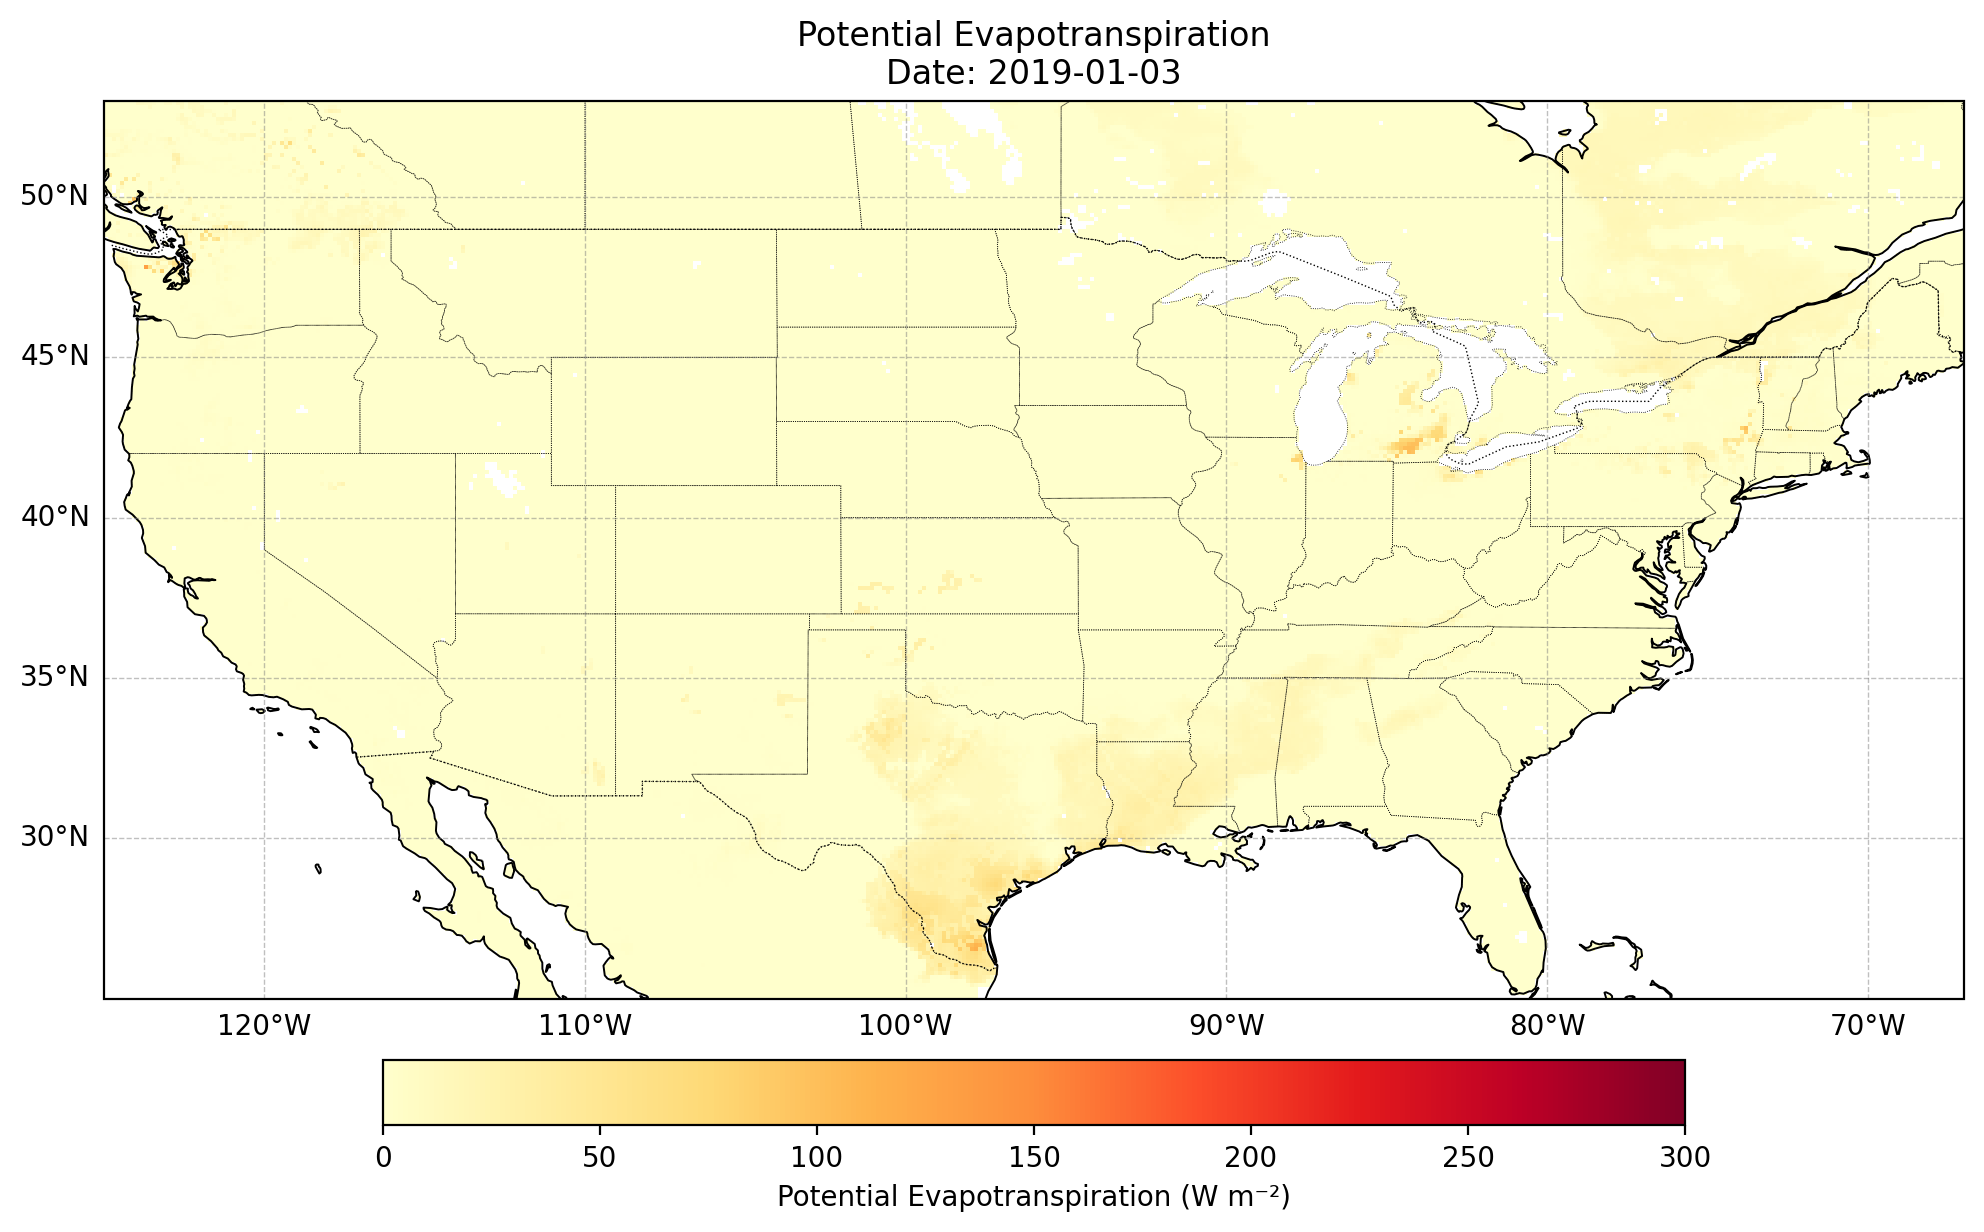 Potential Evapotranspiration
Date: 2019-01-03
50°N
45°N
40°N
35°N
30°N
120°W 110°W 100°W 90°W 80°W 70°W
0 50 100 150 200 250 300
Potential Evapotranspiration (W m⁻²)